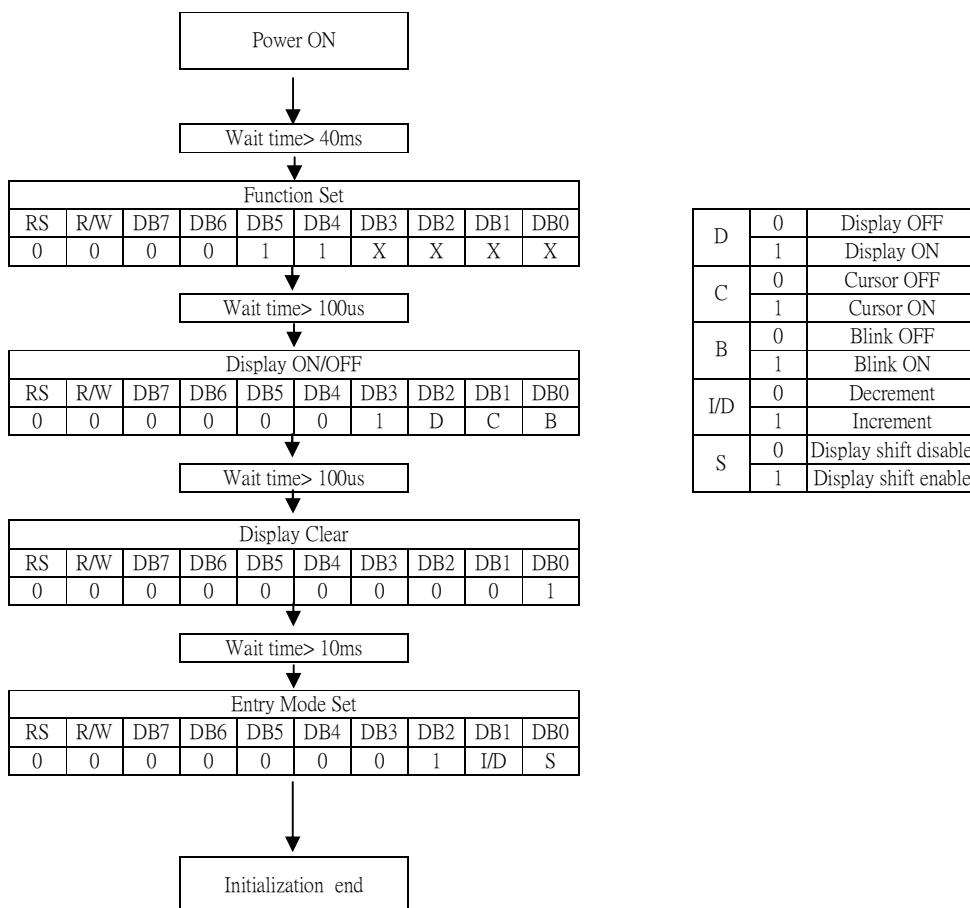 Power ON
Wait time> 40ms
Function Set
RS R/W DB7 DB6 DB5 DB4 DB3 DB2 DB1 DB0
0 0 0 0 1 1 X X X X
Wait time> 100us
Display ON/OFF
RS R/W DB7 DB6 DB5 DB4 DB3 DB2 DB1 DB0
0 0 0 0 0 0 1 D C B
Wait time> 100us
Display Clear
RS R/W DB7 DB6 DB5 DB4 DB3 DB2 DB1 DB0
0 0 0 0 0 0 0 0 0 1
Wait time> 10ms
Entry Mode Set
RS R/W DB7 DB6 DB5 DB4 DB3 DB2 DB1 DB0
0 0 0 0 0 0 0 1 I/D S
Initialization end
D 0 Display OFF
1 Display ON
C 0 Cursor OFF
1 Cursor ON
B 0 Blink OFF
1 Blink ON
I/D 0 Decrement
1 Increment
S 0 Display shift disable
1 Display shift enable